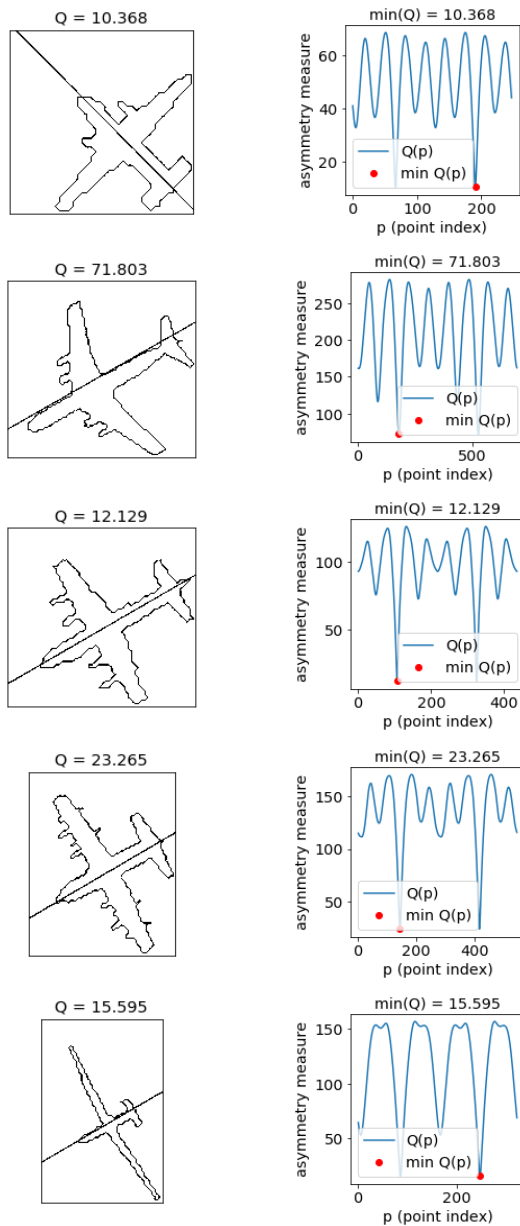 Q = 10.368
min(Q) = 10.368
asymmetry measure
60
40
20
Q(p)
min Q(p)
0 100 200
p (point index)
Q = 71.803
min(Q) = 71.803
asymmetry measure
250
200
150
100
Q(p)
min Q(p)
0 500
p (point index)
Q = 12.129
min(Q) = 12.129
asymmetry measure
100
50
Q(p)
min Q(p)
0 200 400
p (point index)
Q = 23.265
min(Q) = 23.265
asymmetry measure
150
100
50
Q(p)
min Q(p)
0 200 400
p (point index)
Q = 15.595
min(Q) = 15.595
asymmetry measure
150
100
50
Q(p)
min Q(p)
0 200
p (point index)